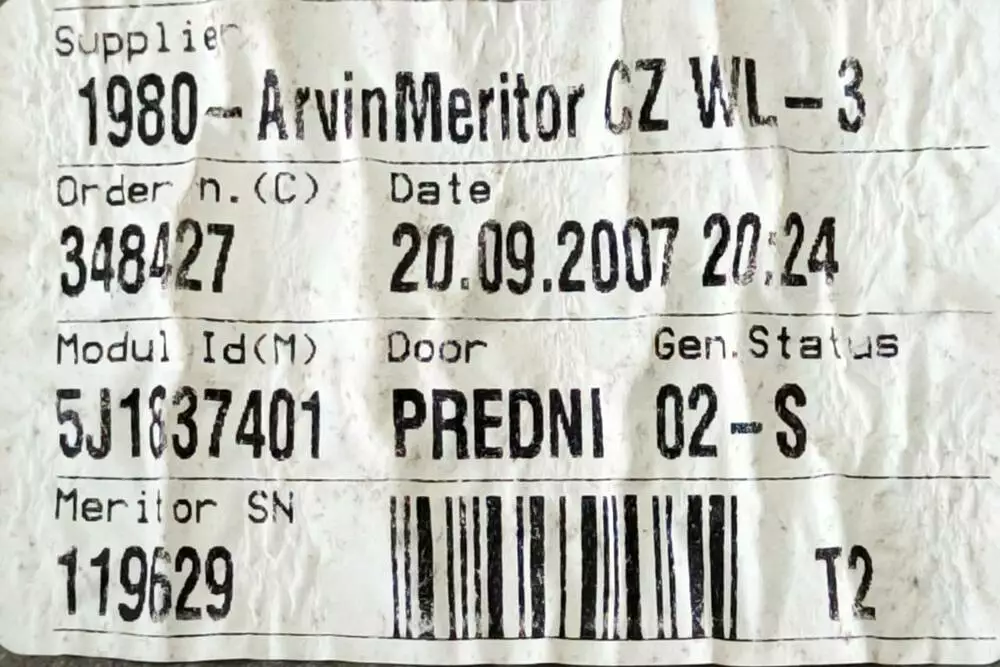 Supplier
1980-ArvinMeritor CZ WL-3
Order n.(C) Date
348427 20.09.2007 20:24
Modul Id(M) Door Gen.Status
5J1837401 PREDNI 02-S
Meritor SN
119629 T2